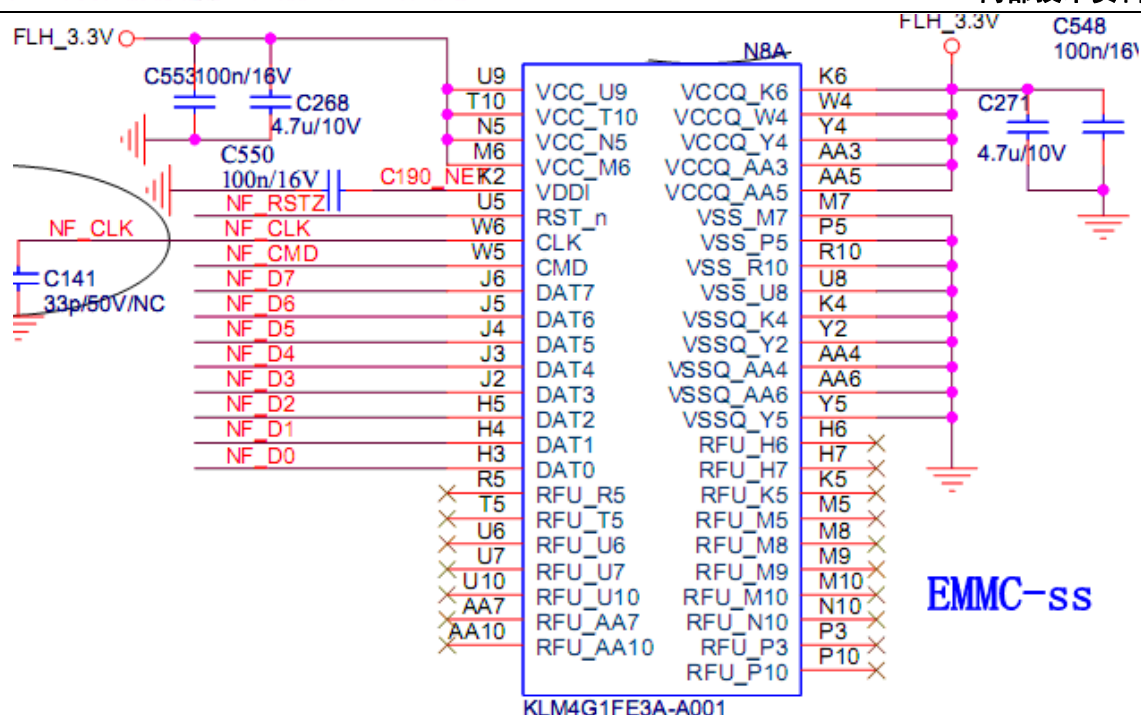 FLH_3.3V
C553
100n/16V
C268
4.7u/10V
C550
100n/16V
C190_NET
NF_RSTZ
NF_CLK
NF_CLK
NF_CMD
C141
33p/50V/NC
NF_D7
NF_D6
NF_D5
NF_D4
NF_D3
NF_D2
NF_D1
NF_D0
N8A
U9 VCC_U9
T10 VCC_T10
N5 VCC_N5
M6 VCC_M6
K2 VDDI
U5 RST_n
W6 CLK
W5 CMD
J6 DAT7
J5 DAT6
J4 DAT5
J3 DAT4
J2 DAT3
H5 DAT2
H4 DAT1
H3 DAT0
R5 RFU_R5
T5 RFU_T5
U6 RFU_U6
U7 RFU_U7
U10 RFU_U10
AA7 RFU_AA7
AA10 RFU_AA10
VCCQ_K6 K6
VCCQ_W4 W4
VCCQ_Y4 Y4
VCCQ_AA3 AA3
VCCQ_AA5 AA5
VSS_M7 M7
VSS_P5 P5
VSS_R10 R10
VSS_U8 U8
VSSQ_K4 K4
VSSQ_Y2 Y2
VSSQ_AA4 AA4
VSSQ_AA6 AA6
VSSQ_Y5 Y5
RFU_H6 H6
RFU_H7 H7
RFU_K5 K5
RFU_M5 M5
RFU_M8 M8
RFU_M9 M9
RFU_M10 M10
RFU_N10 N10
RFU_P3 P3
RFU_P10 P10
KLM4G1FE3A-A001
FLH_3.3V
C548
100n/16V
C271
4.7u/10V
EMMC-ss